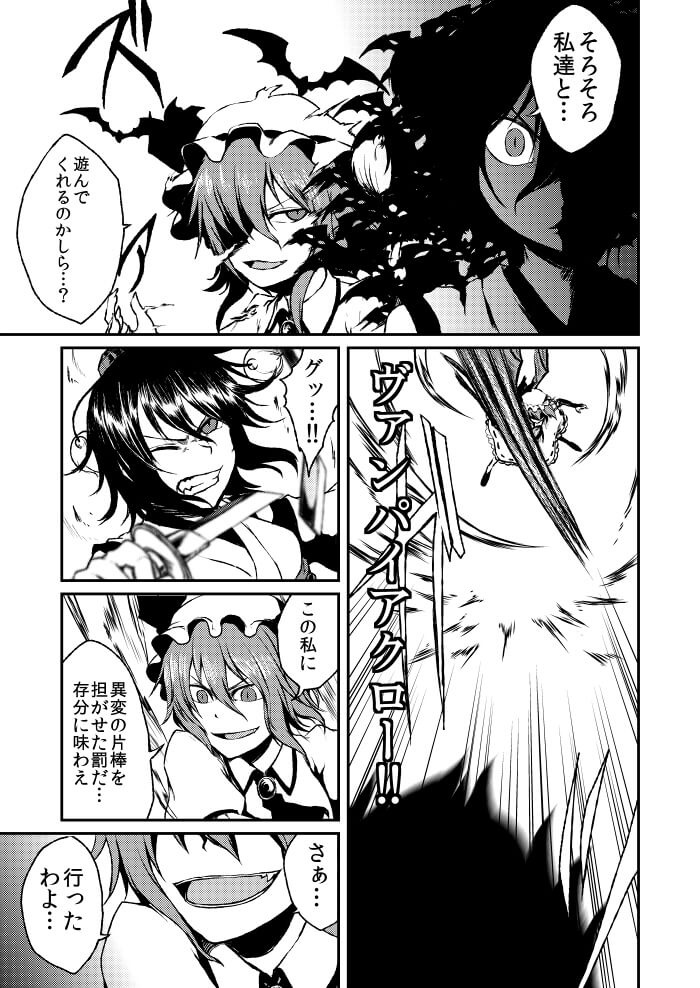 そろそろ
私達と…
ズ
遊んで
くれるのかしら…?
ヴァンパイアクロー!!
グッ…!!
この私に
異変の片棒を
担がせた罰だ…
存分に味わえ
さぁ…
行った
わよ…